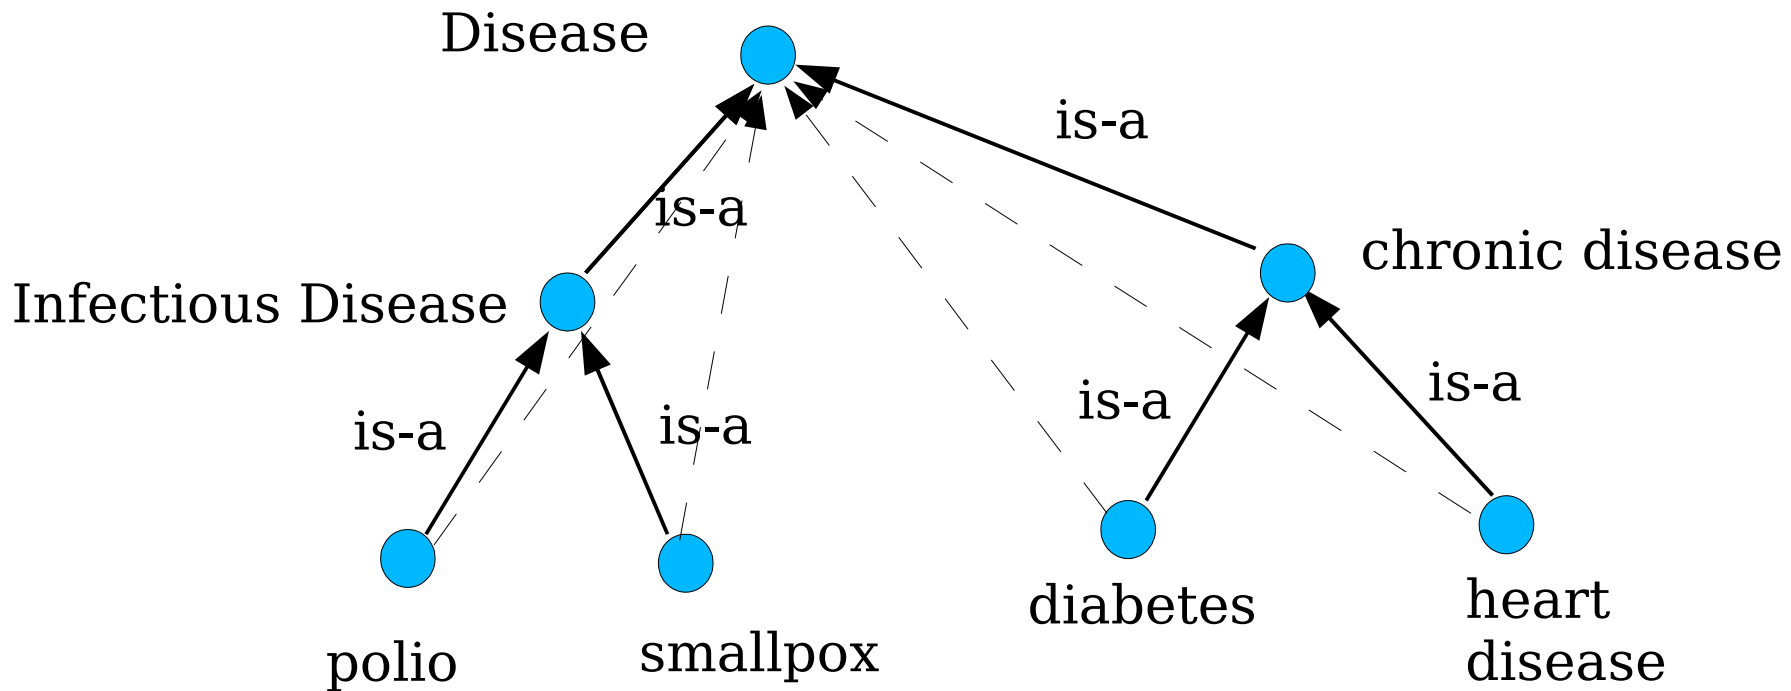 Disease
is-a
is-a
chronic disease
Infectious Disease
is-a
is-a
is-a
is-a
diabetes
heart
disease
polio
smallpox